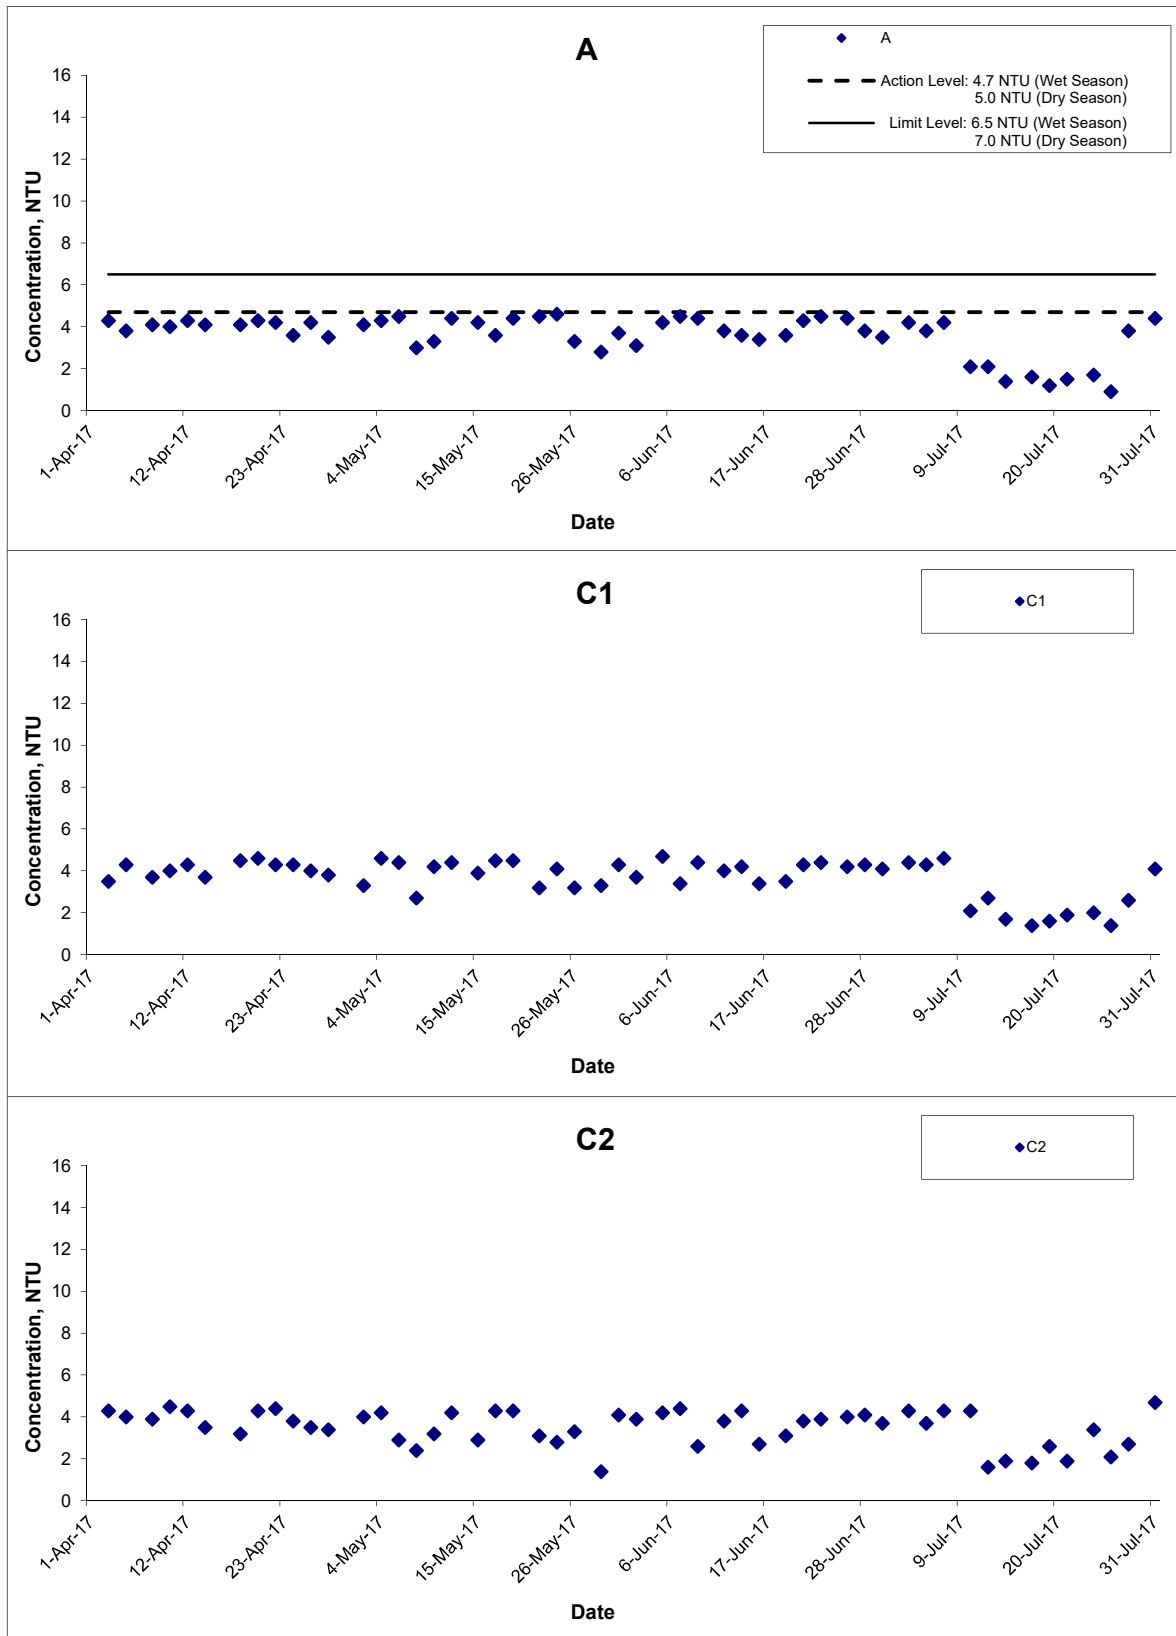 A
A
Action Level: 4.7 NTU (Wet Season)
5.0 NTU (Dry Season)
Limit Level: 6.5 NTU (Wet Season)
7.0 NTU (Dry Season)
Concentration, NTU
16
14
12
10
8
6
4
2
0
1-Apr-17
12-Apr-17
23-Apr-17
4-May-17
15-May-17
26-May-17
6-Jun-17
17-Jun-17
28-Jun-17
9-Jul-17
20-Jul-17
31-Jul-17
Date
C1
C1
Concentration, NTU
16
14
12
10
8
6
4
2
0
1-Apr-17
12-Apr-17
23-Apr-17
4-May-17
15-May-17
26-May-17
6-Jun-17
17-Jun-17
28-Jun-17
9-Jul-17
20-Jul-17
31-Jul-17
Date
C2
C2
Concentration, NTU
16
14
12
10
8
6
4
2
0
1-Apr-17
12-Apr-17
23-Apr-17
4-May-17
15-May-17
26-May-17
6-Jun-17
17-Jun-17
28-Jun-17
9-Jul-17
20-Jul-17
31-Jul-17
Date